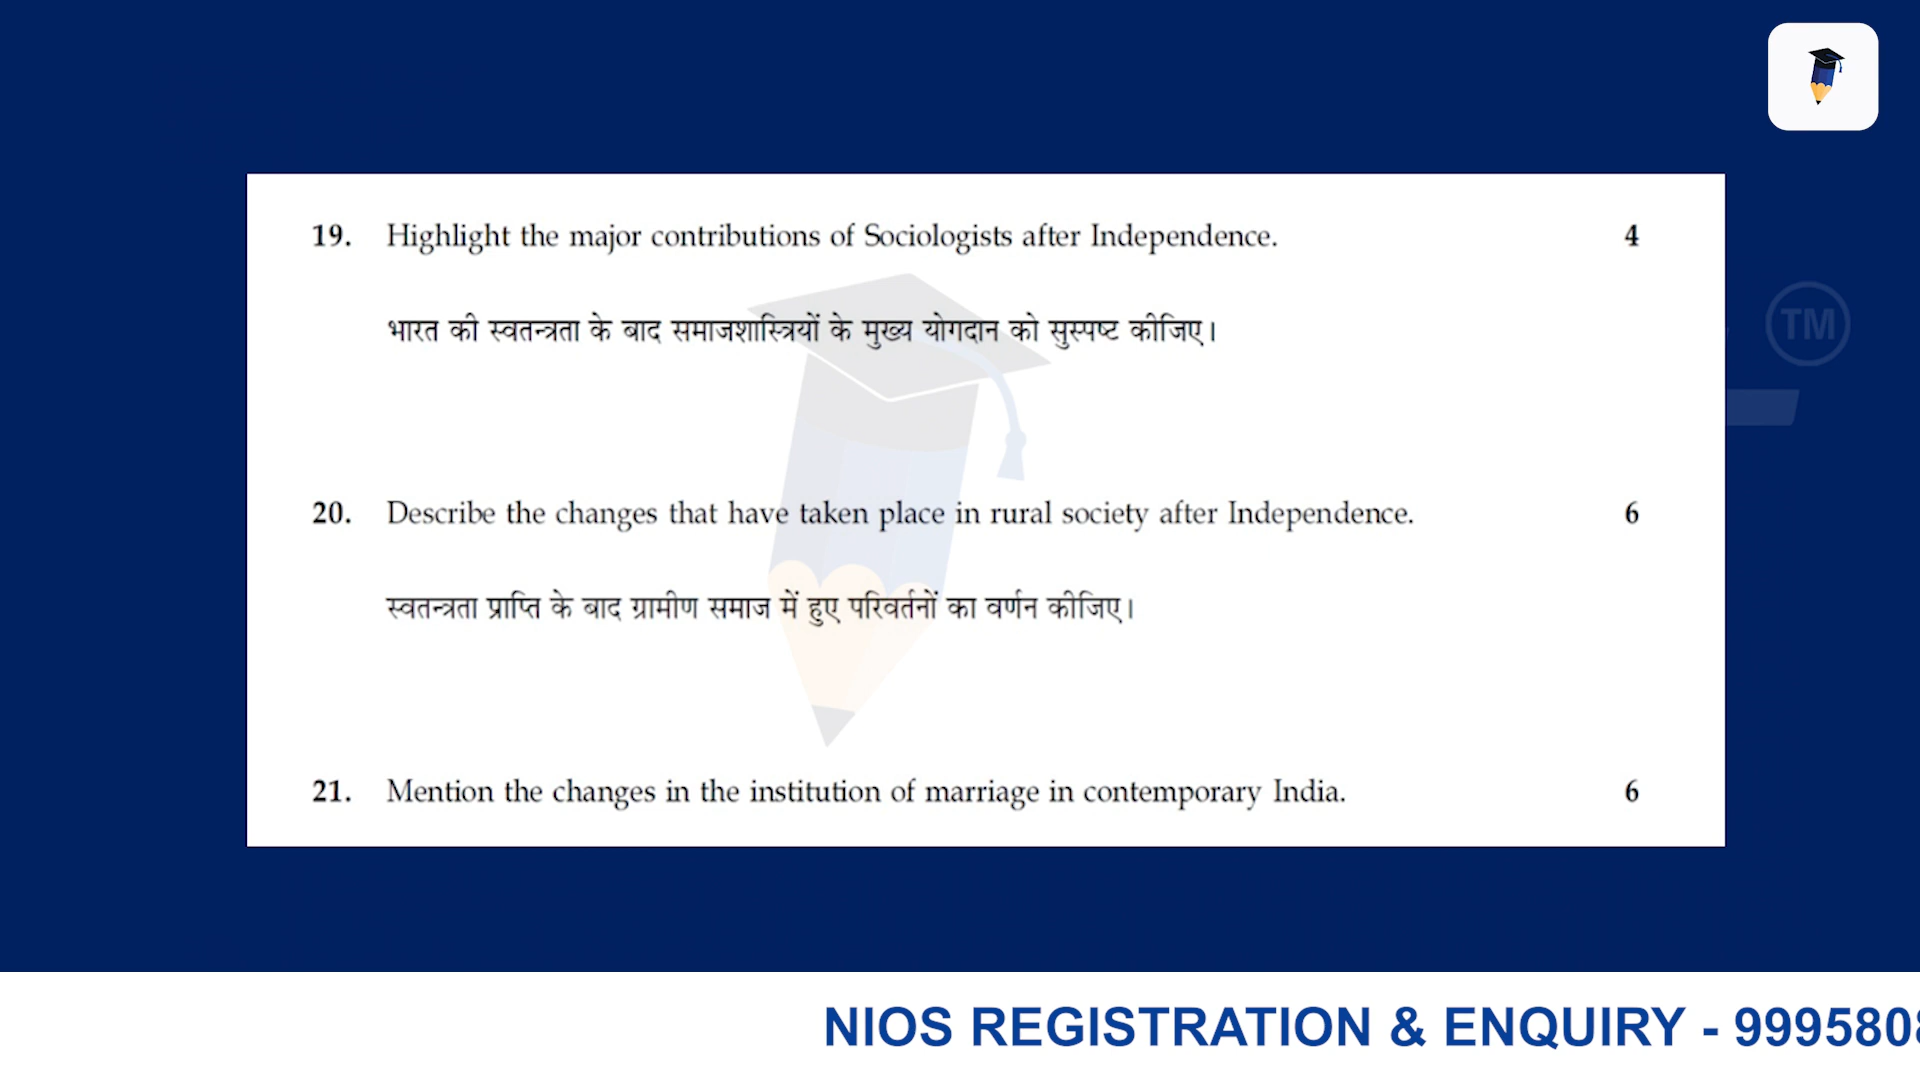 19. Highlight the major contributions of Sociologists after Independence. 4
भारत की स्वतन्त्रता के बाद समाजशास्त्रियों के मुख्य योगदान को सुस्पष्ट कीजिए।
TM
20. Describe the changes that have taken place in rural society after Independence. 6
स्वतन्त्रता प्राप्ति के बाद ग्रामीण समाज में हुए परिवर्तनों का वर्णन कीजिए।
21. Mention the changes in the institution of marriage in contemporary India. 6
NIOS REGISTRATION & ENQUIRY - 999580